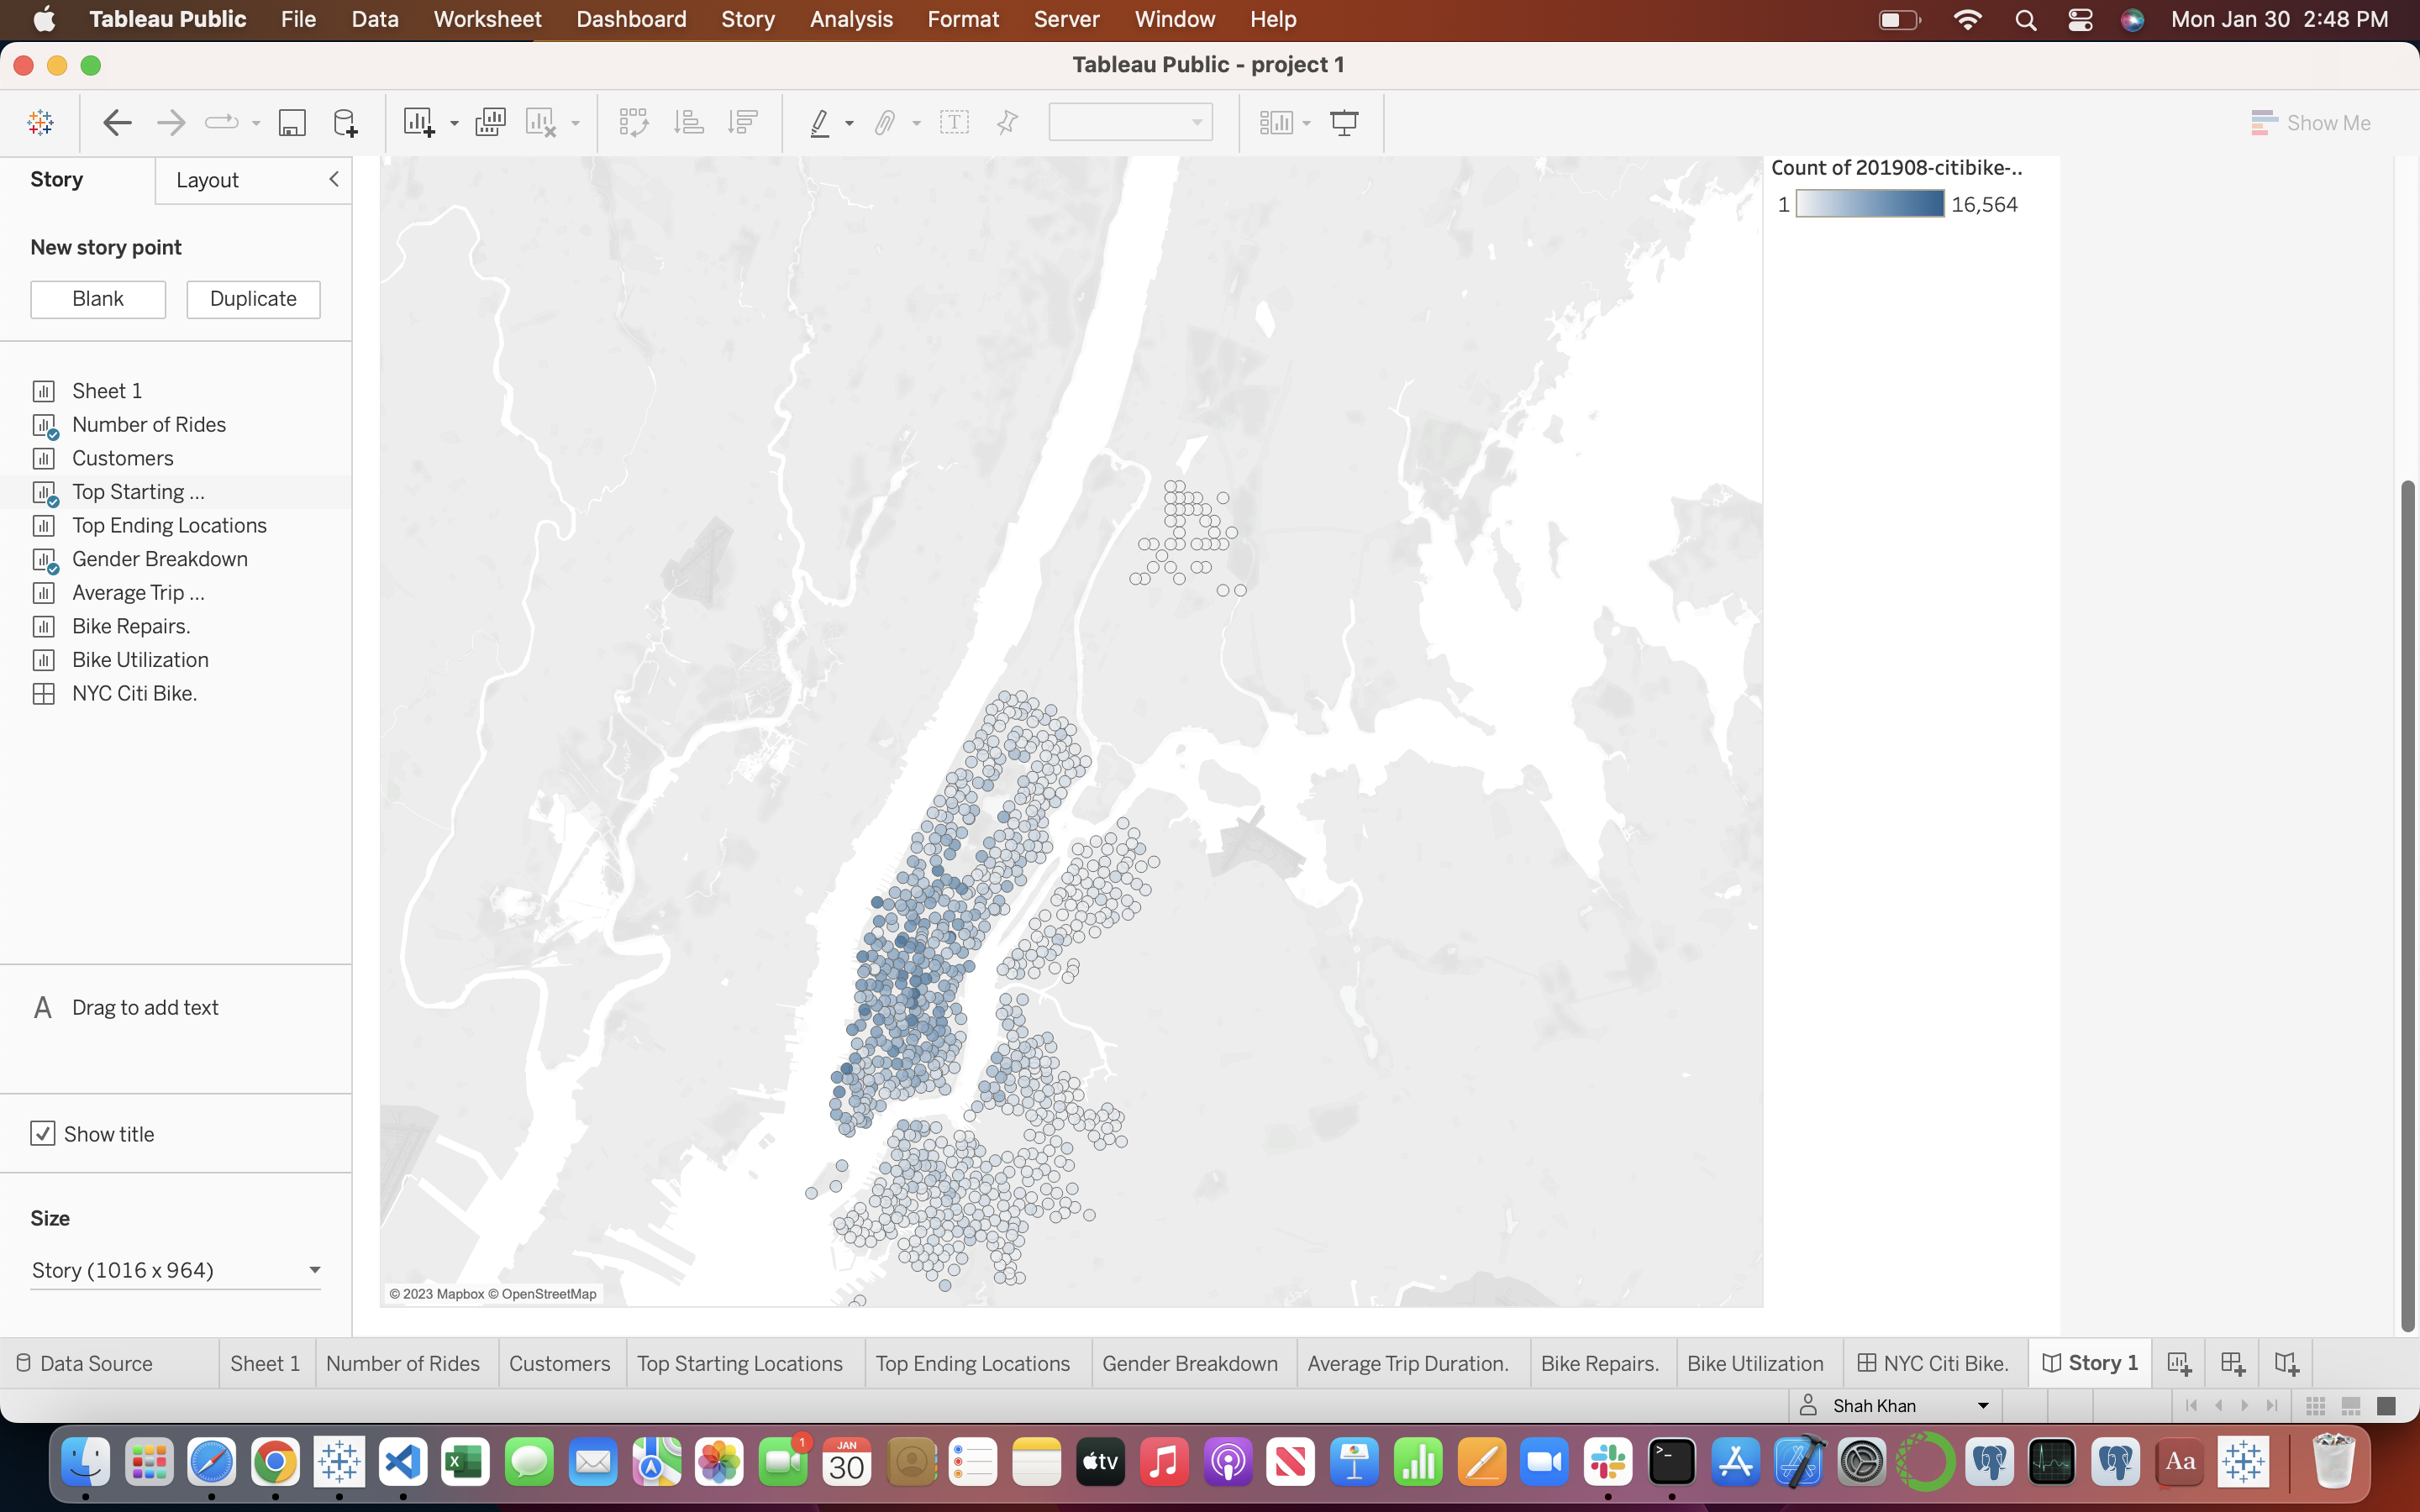 Tableau Public File Data Worksheet Dashboard Story Analysis Format Server Window Help Mon Jan 30 2:48 PM
Tableau Public - project 1
Show Me
Story Layout
New story point
Blank Duplicate
Sheet 1
Number of Rides
Customers
Top Starting ...
Top Ending Locations
Gender Breakdown
Average Trip ...
Bike Repairs.
Bike Utilization
NYC Citi Bike.
A Drag to add text
Show title
Size
Story (1016 x 964)
Count of 201908-citibike-..
1 16,564
© 2023 Mapbox © OpenStreetMap
Data Source Sheet 1 Number of Rides Customers Top Starting Locations Top Ending Locations Gender Breakdown Average Trip Duration. Bike Repairs. Bike Utilization NYC Citi Bike. Story 1
Shah Khan
1
JAN
30
tv
Aa